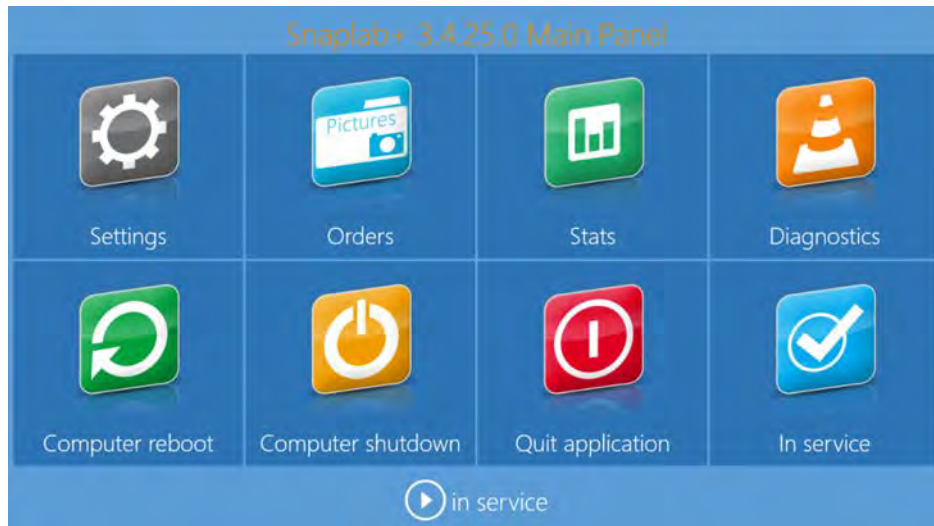 Snaplab+ 3.4.25.0 Main Panel
Pictures
Settings
Orders
Stats
Diagnostics
Computer reboot
Computer shutdown
Quit application
In service
in service